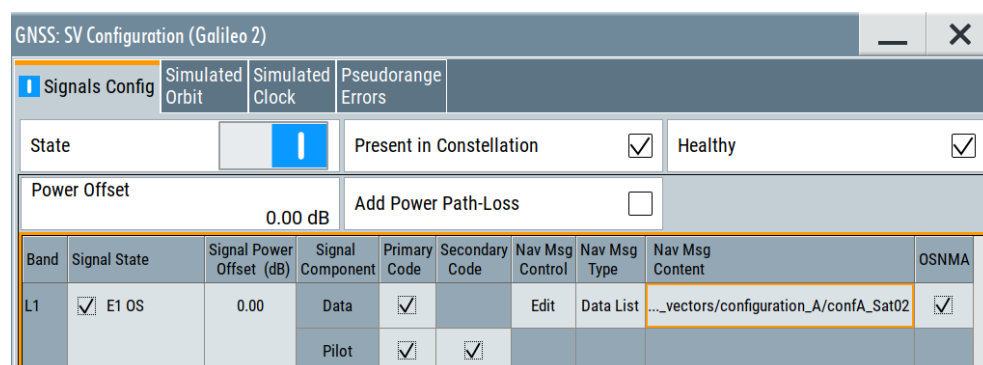 GNSS: SV Configuration (Galileo 2)
Signals Config
Simulated
Orbit
Simulated
Clock
Pseudorange
Errors
State
Present in Constellation
Healthy
Power Offset
0.00 dB
Add Power Path-Loss
Band
Signal State
Signal Power
Offset (dB)
Signal
Component
Primary
Code
Secondary
Code
Nav Msg
Control
Nav Msg
Type
Nav Msg
Content
OSNMA
L1
E1 OS
0.00
Data
Edit
Data List
..._vectors/configuration_A/confA_Sat02
Pilot